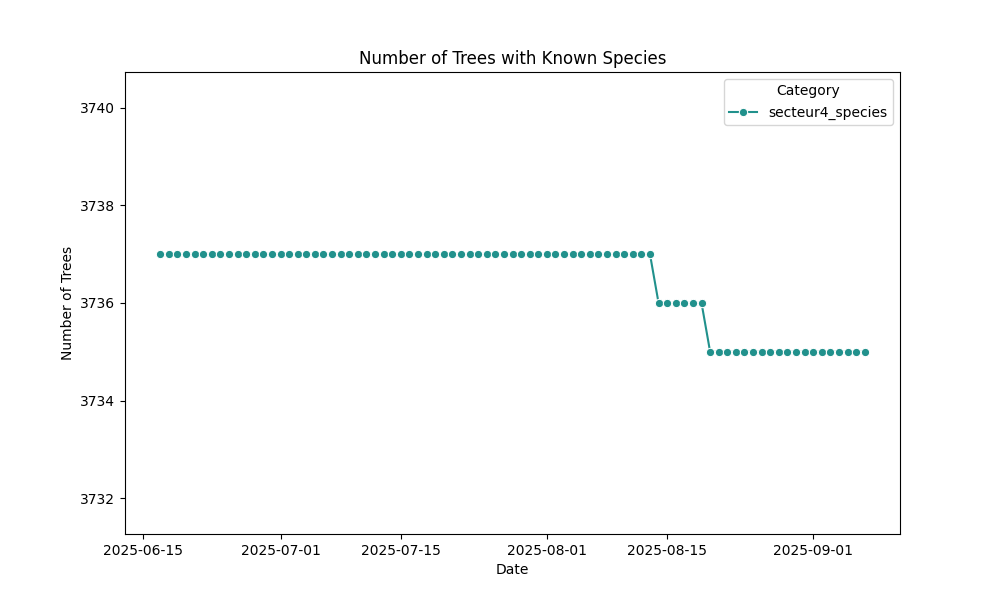 Number of Trees with Known Species
Category
secteur4_species
3740
3738
3736
3734
3732
Number of Trees
2025-06-15 2025-07-01 2025-07-15 2025-08-01 2025-08-15 2025-09-01
Date